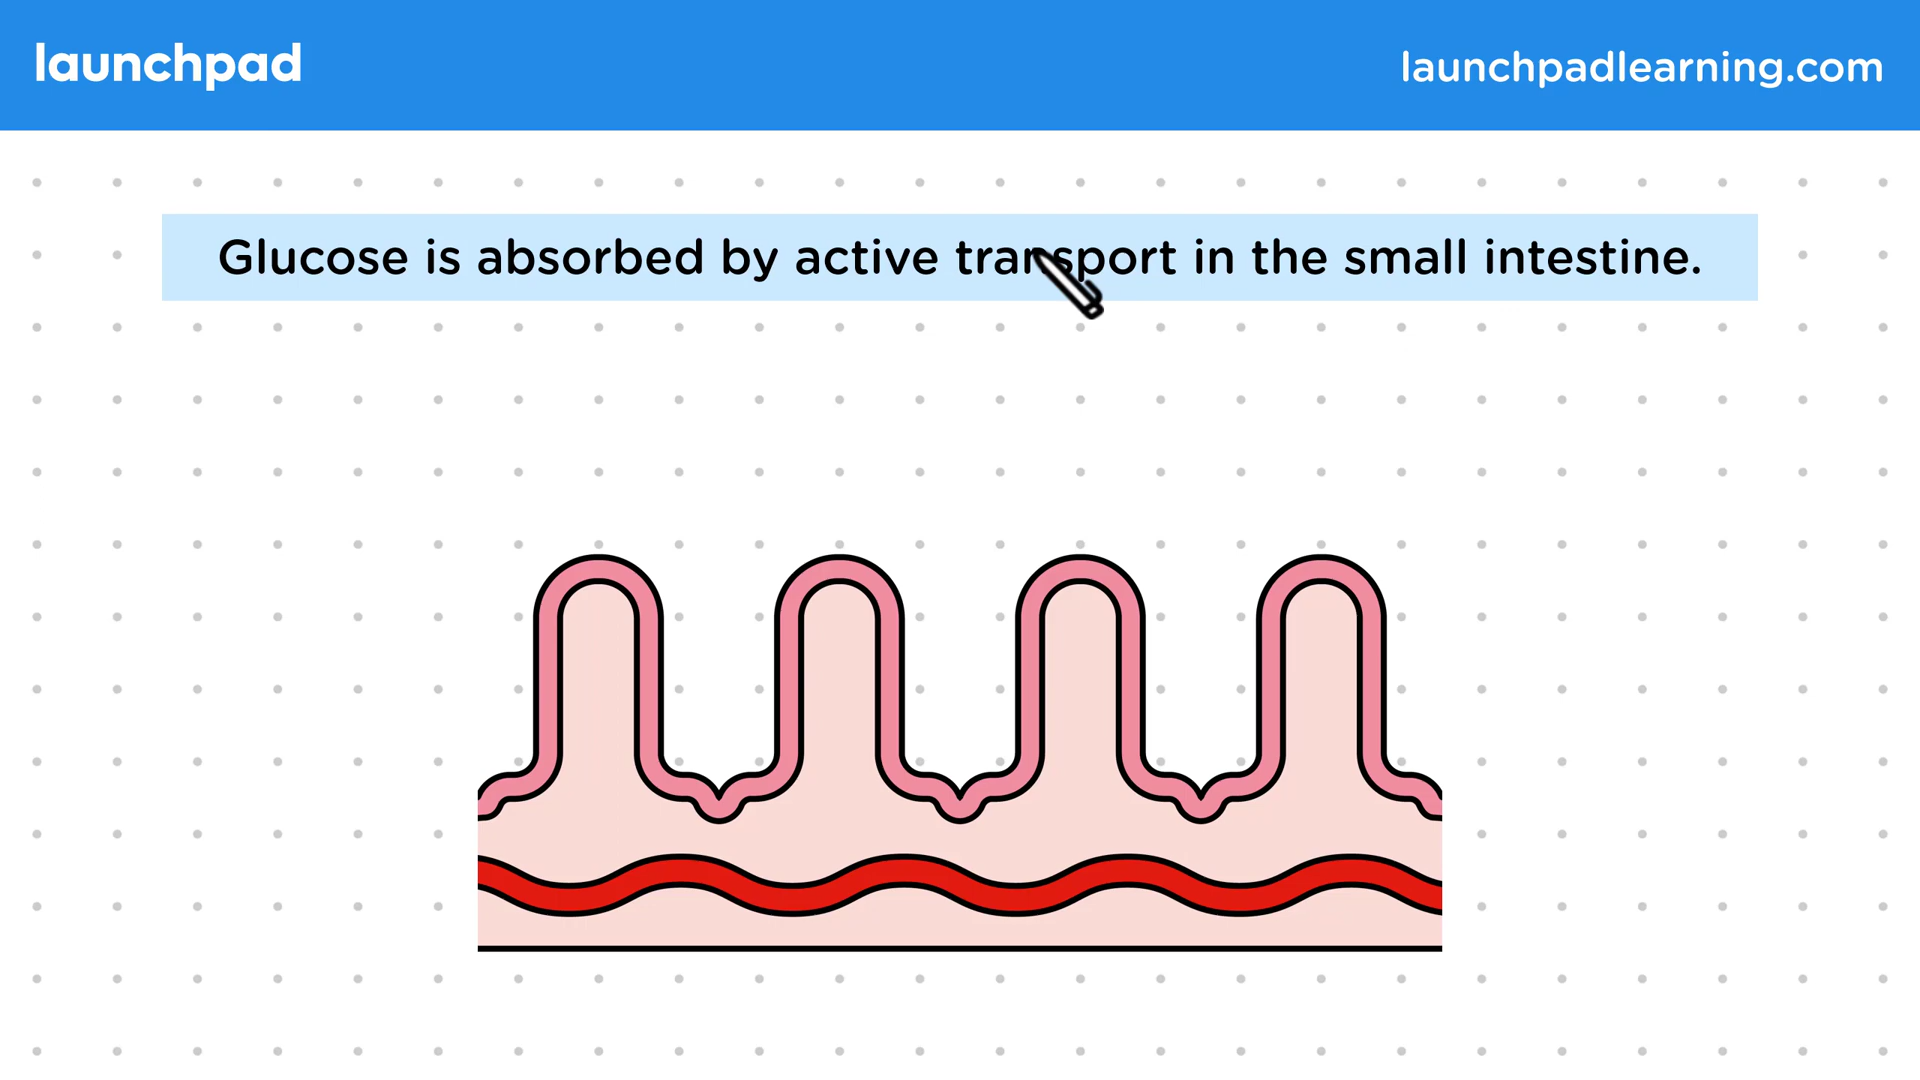 launchpad
launchpadlearning.com
Glucose is absorbed by active transport in the small intestine.